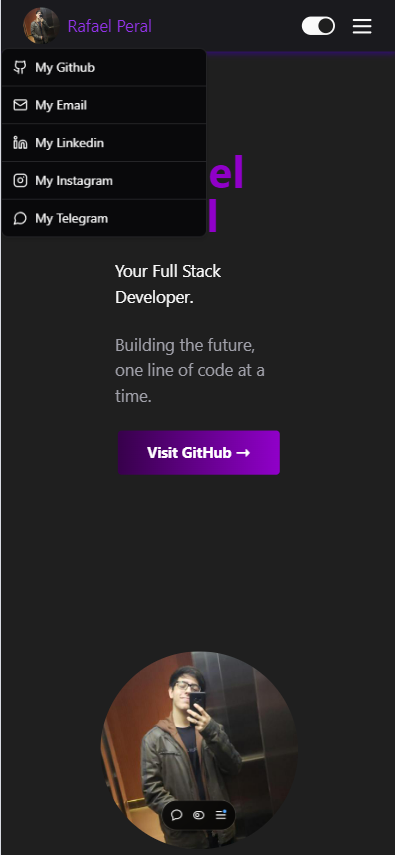 Rafael Peral
My Github
My Email
My Linkedin
My Instagram
My Telegram
el
l
Your Full Stack
Developer.
Building the future,
one line of code at a
time.
Visit GitHub →